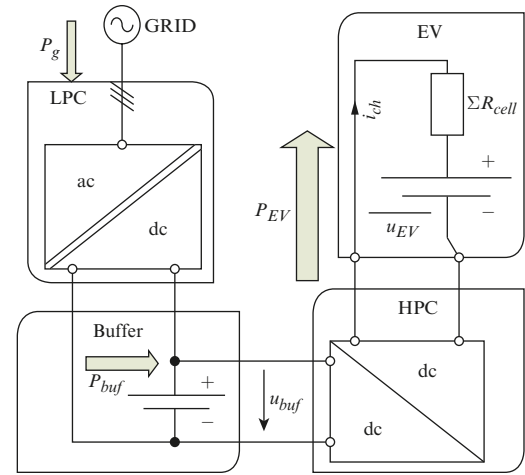 GRID
P_g
LPC
ac
dc
EV
i_ch
ΣR_cell
+
−
u_EV
P_EV
Buffer
P_buf
+
−
u_buf
HPC
dc
dc